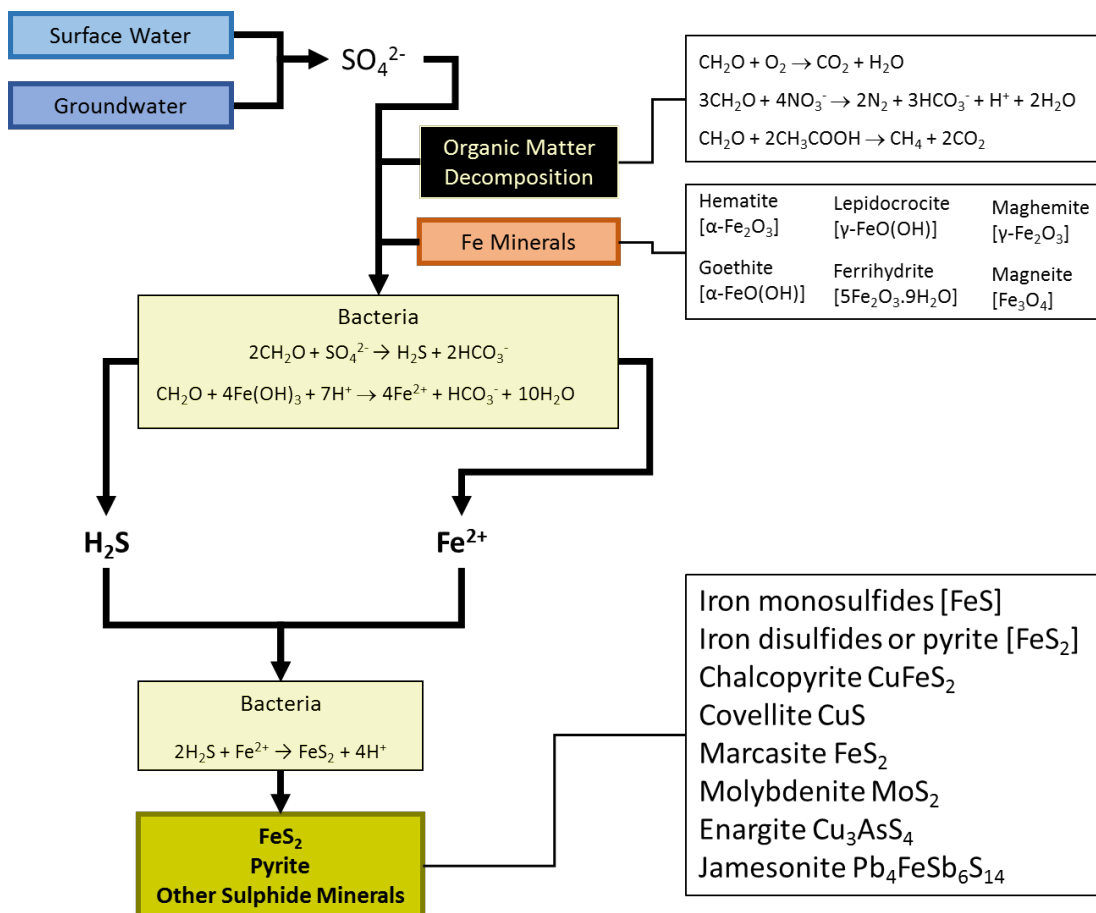 Surface Water
Groundwater
SO₄²⁻
Organic Matter
Decomposition
CH₂O + O₂ → CO₂ + H₂O
3CH₂O + 4NO₃⁻ → 2N₂ + 3HCO₃⁻ + H⁺ + 2H₂O
CH₂O + 2CH₃COOH → CH₄ + 2CO₂
Fe Minerals
Hematite
[α-Fe₂O₃]
Lepidocrocite
[γ-FeO(OH)]
Maghemite
[γ-Fe₂O₃]
Goethite
[α-FeO(OH)]
Ferrihydrite
[5Fe₂O₃.9H₂O]
Magneite
[Fe₃O₄]
Bacteria
2CH₂O + SO₄²⁻ → H₂S + 2HCO₃⁻
CH₂O + 4Fe(OH)₃ + 7H⁺ → 4Fe²⁺ + HCO₃⁻ + 10H₂O
H₂S
Fe²⁺
Bacteria
2H₂S + Fe²⁺ → FeS₂ + 4H⁺
FeS₂
Pyrite
Other Sulphide Minerals
Iron monosulfides [FeS]
Iron disulfides or pyrite [FeS₂]
Chalcopyrite CuFeS₂
Covellite CuS
Marcasite FeS₂
Molybdenite MoS₂
Enargite Cu₃AsS₄
Jamesonite Pb₄FeSb₆S₁₄